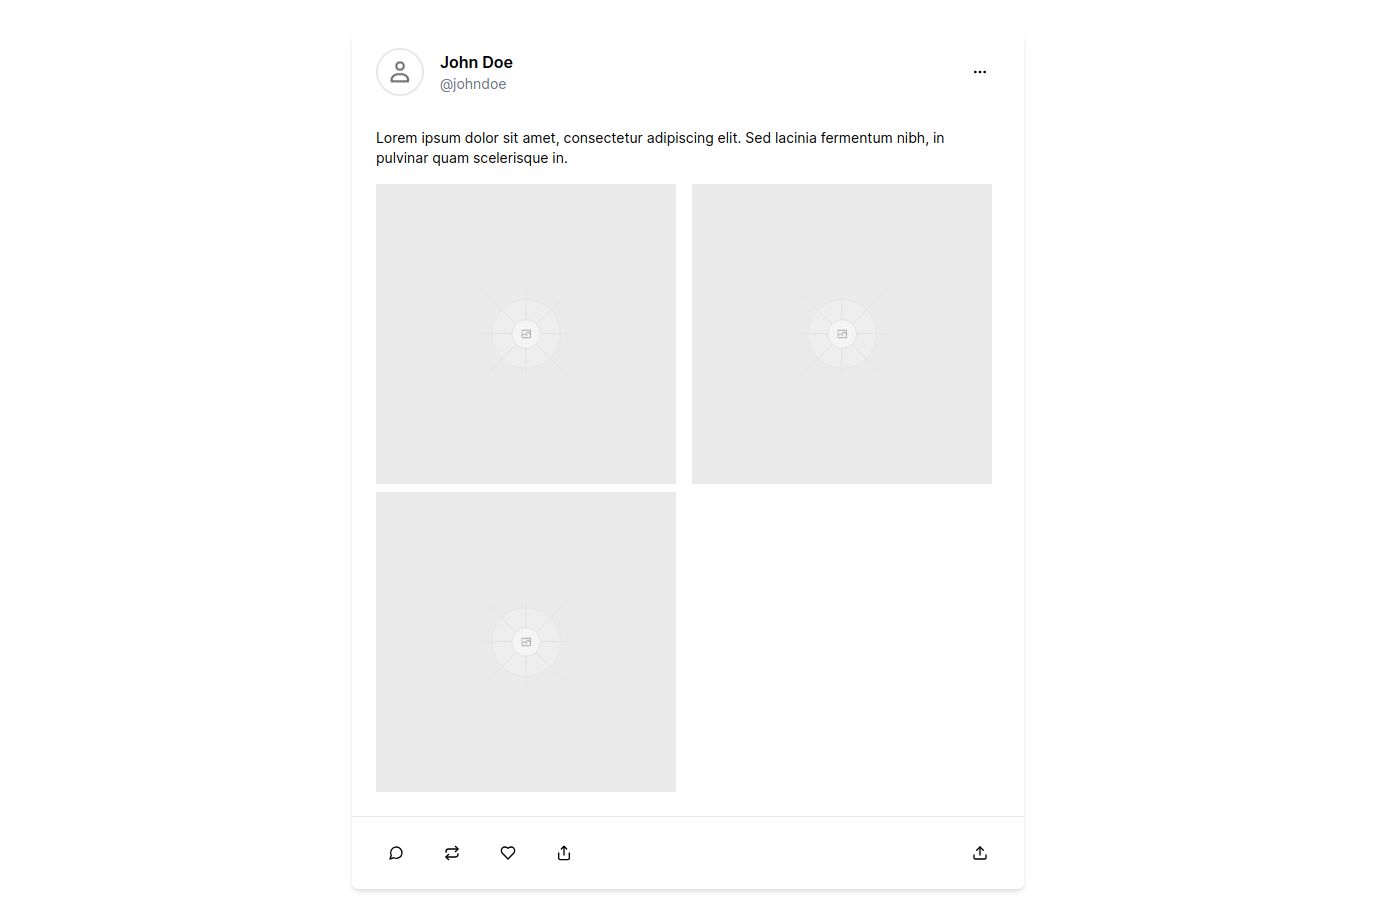 John Doe
@johndoe
Lorem ipsum dolor sit amet, consectetur adipiscing elit. Sed lacinia fermentum nibh, in
pulvinar quam scelerisque in.